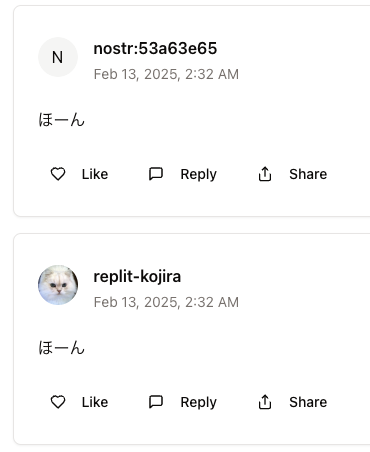 N
nostr:53a63e65
Feb 13, 2025, 2:32 AM
ほーん
Like Reply Share
replit-kojira
Feb 13, 2025, 2:32 AM
ほーん
Like Reply Share